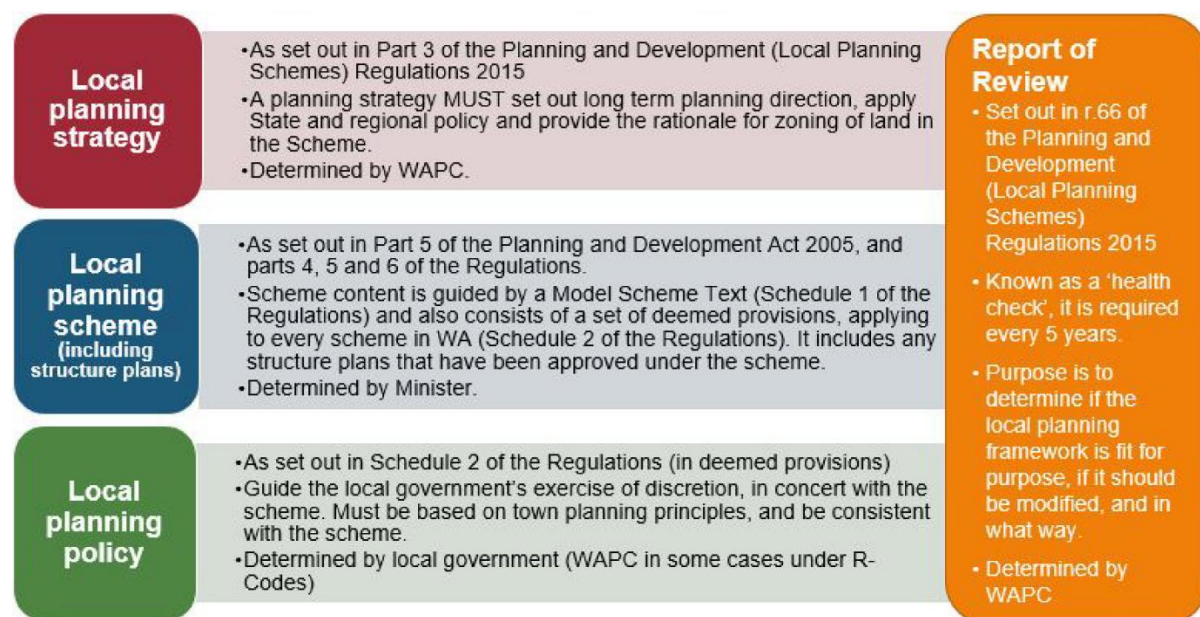 Local
planning
strategy
•As set out in Part 3 of the Planning and Development (Local Planning
Schemes) Regulations 2015
•A planning strategy MUST set out long term planning direction, apply
State and regional policy and provide the rationale for zoning of land in
the Scheme.
•Determined by WAPC.
Local
planning
scheme
(including
structure plans)
•As set out in Part 5 of the Planning and Development Act 2005, and
parts 4, 5 and 6 of the Regulations.
•Scheme content is guided by a Model Scheme Text (Schedule 1 of the
Regulations) and also consists of a set of deemed provisions, applying
to every scheme in WA (Schedule 2 of the Regulations). It includes any
structure plans that have been approved under the scheme.
•Determined by Minister.
Local
planning
policy
•As set out in Schedule 2 of the Regulations (in deemed provisions)
•Guide the local government's exercise of discretion, in concert with the
scheme. Must be based on town planning principles, and be consistent
with the scheme.
•Determined by local government (WAPC in some cases under R-
Codes)
Report of
Review
• Set out in r.66 of
the Planning and
Development
(Local Planning
Schemes)
Regulations 2015
• Known as a ‘health
check’, it is required
every 5 years.
• Purpose is to
determine if the
local planning
framework is fit for
purpose, if it should
be modified, and in
what way.
• Determined by
WAPC